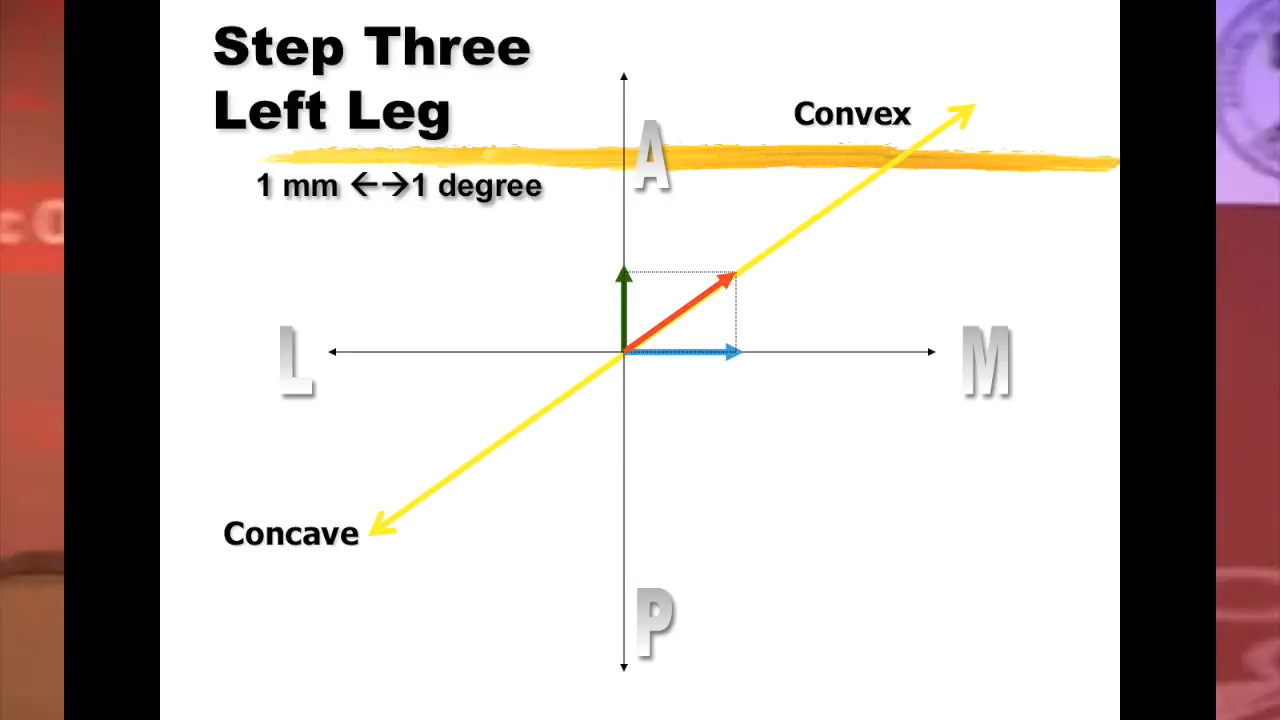 Step Three
Left Leg
Convex
A
1 mm ←→1 degree
L
M
Concave
P